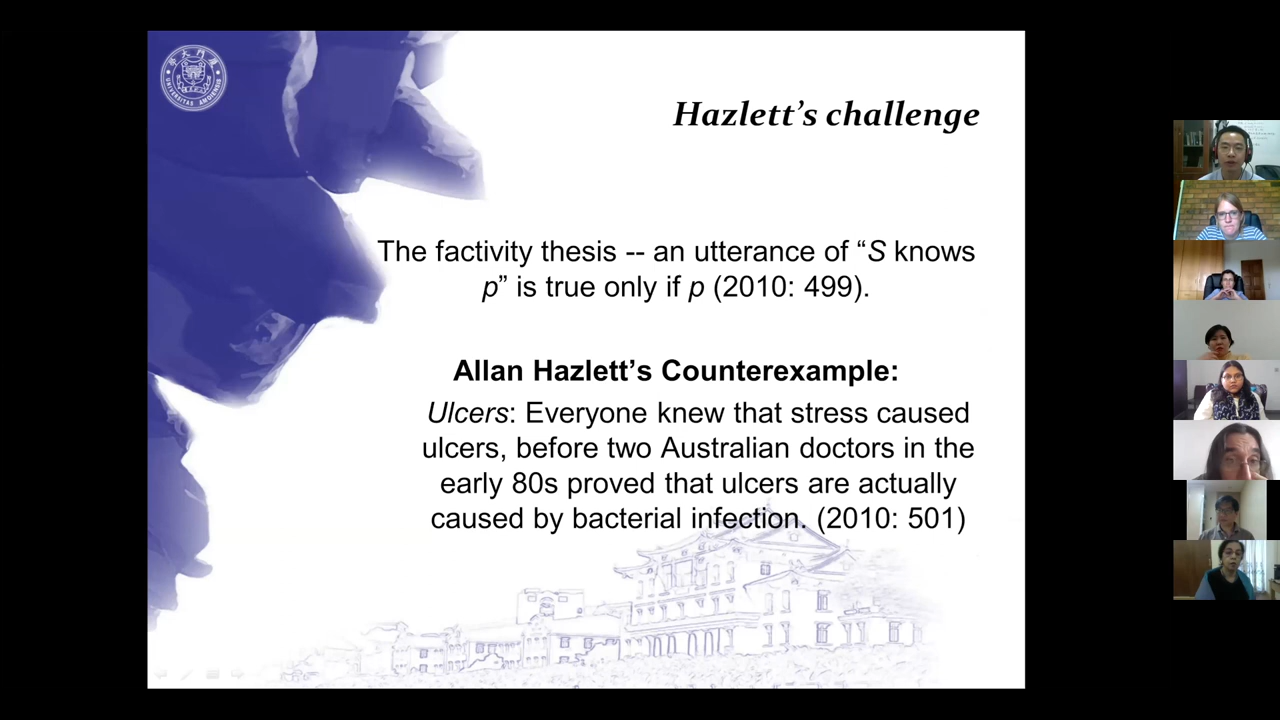 Hazlett’s challenge
The factivity thesis -- an utterance of “S knows
p” is true only if p (2010: 499).
Allan Hazlett’s Counterexample:
Ulcers: Everyone knew that stress caused
ulcers, before two Australian doctors in the
early 80s proved that ulcers are actually
caused by bacterial infection. (2010: 501)
UNIVERSITAS AMOIENSIS